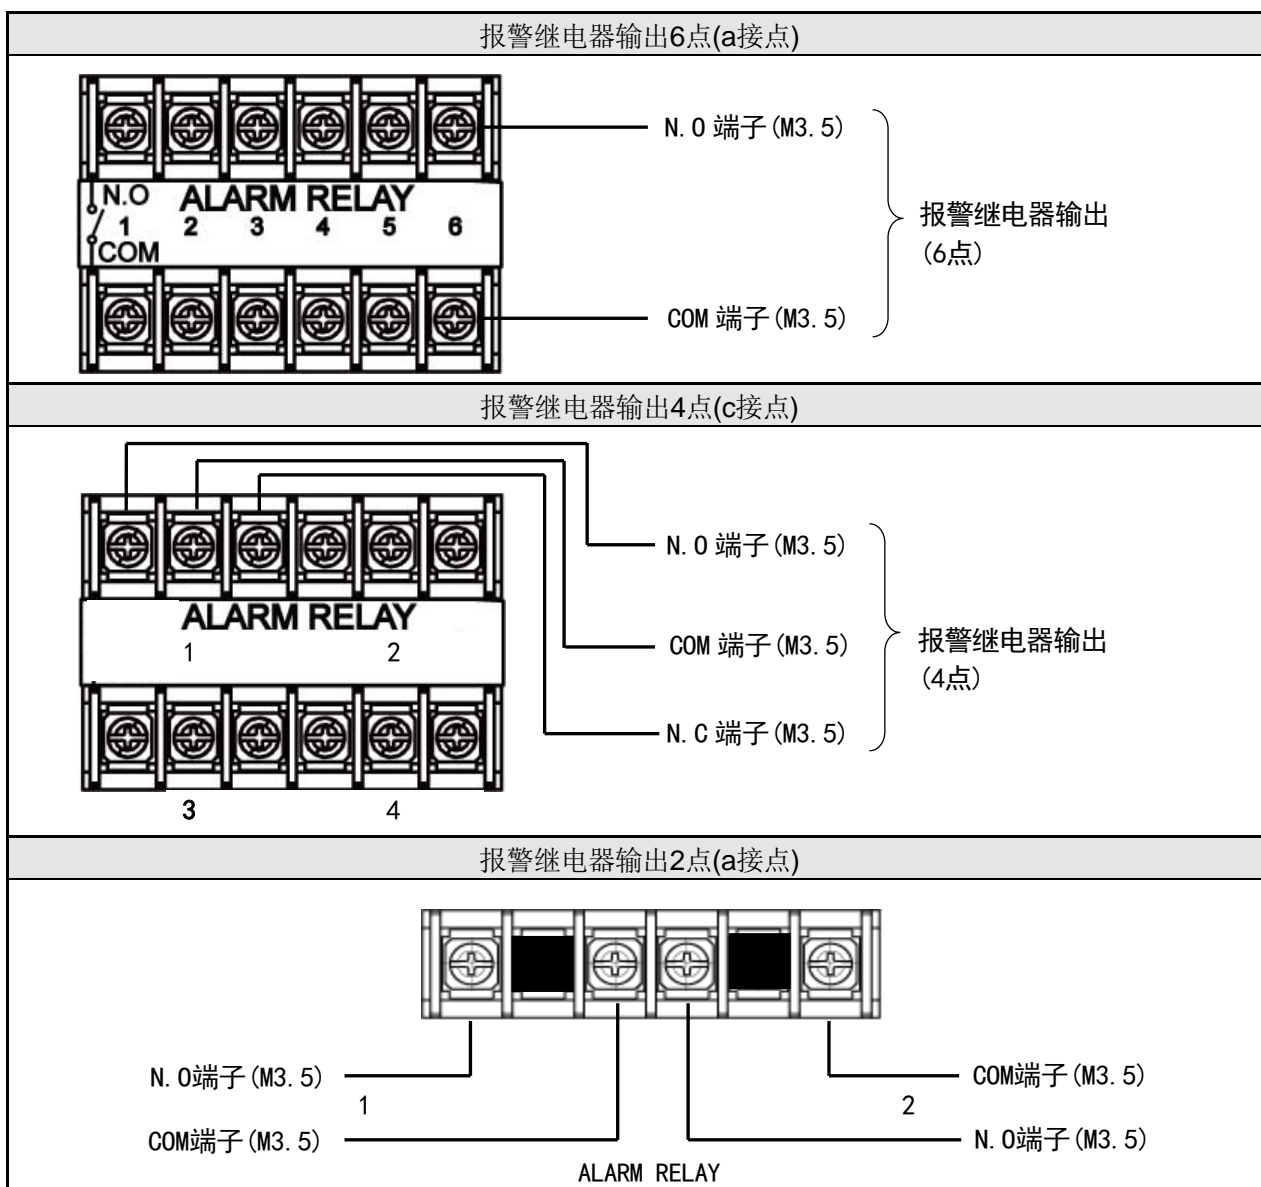 报警继电器输出6点(a接点)
N.O 端子(M3.5)
N.O ALARM RELAY
1 2 3 4 5 6
COM
报警继电器输出
(6点)
COM 端子(M3.5)
报警继电器输出4点(c接点)
N.O 端子(M3.5)
ALARM RELAY
1 2
COM 端子(M3.5)
报警继电器输出
(4点)
N.C 端子(M3.5)
3 4
报警继电器输出2点(a接点)
N.O端子(M3.5)
COM端子(M3.5)
1 2
COM端子(M3.5)
N.O端子(M3.5)
ALARM RELAY